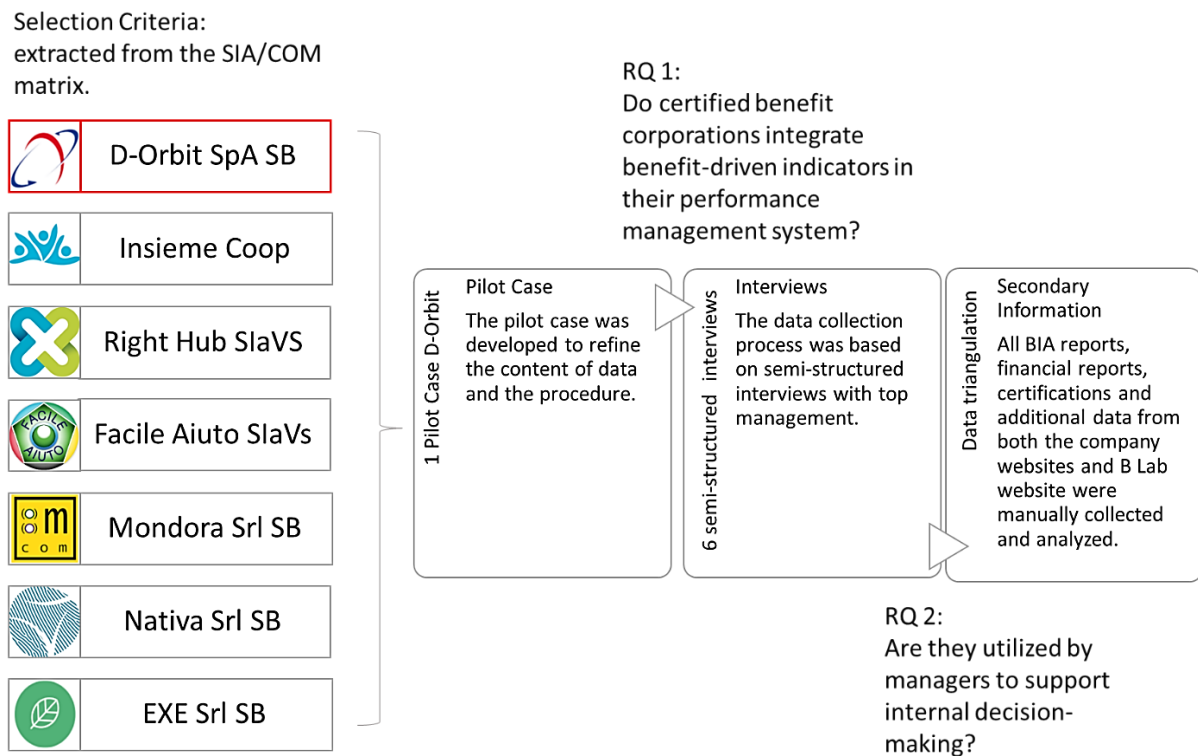 Selection Criteria:
extracted from the SIA/COM
matrix.
D-Orbit SpA SB
Insieme Coop
Right Hub SIaVS
FACILE
AIUTO
Facile Aiuto SIaVs
m
com
Mondora Srl SB
Nativa Srl SB
EXE Srl SB
RQ 1:
Do certified benefit
corporations integrate
benefit-driven indicators in
their performance
management system?
1 Pilot Case D-Orbit
Pilot Case
The pilot case was
developed to refine
the content of data
and the procedure.
6 semi-structured interviews
Interviews
The data collection
process was based
on semi-structured
interviews with top
management.
Data triangulation
Secondary
Information
All BIA reports,
financial reports,
certifications and
additional data from
both the company
websites and B Lab
website were
manually collected
and analyzed.
RQ 2:
Are they utilized by
managers to support
internal decision-
making?